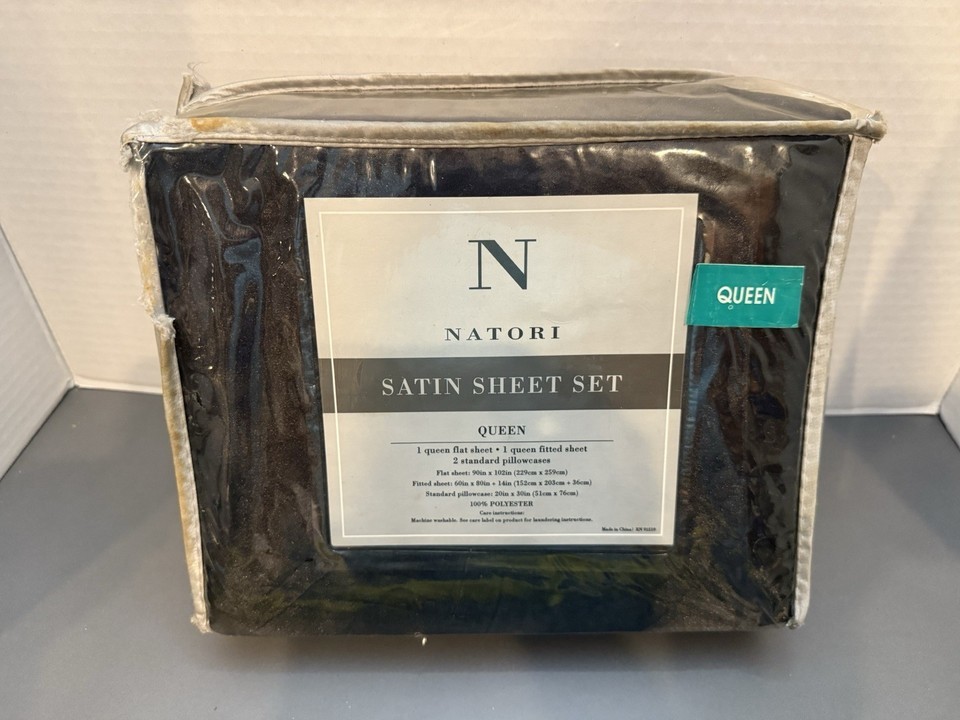 N
NATORI
SATIN SHEET SET
QUEEN
QUEEN
1 queen flat sheet • 1 queen fitted sheet
2 standard pillowcases
Flat sheet: 90in x 102in (229cm x 259cm)
Fitted sheet: 60in x 80in + 14in (152cm x 203cm + 36cm)
Standard pillowcase: 20in x 30in (51cm x 76cm)
100% POLYESTER
Care instructions:
Machine washable. See care label on product for laundering instructions.
Made in China | RN